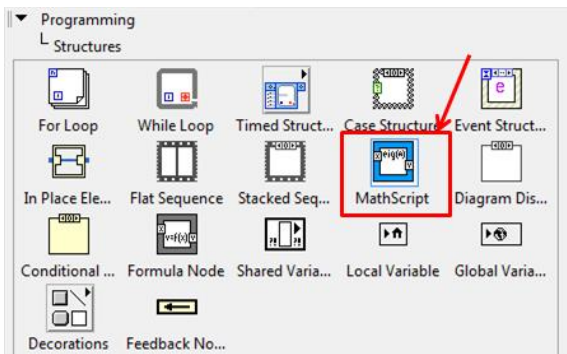 Programming
Structures
For Loop While Loop Timed Struct... Case Structure Event Struct...
eig(a)
In Place Ele... Flat Sequence Stacked Seq... MathScript Diagram Dis...
Conditional ... Formula Node Shared Varia... Local Variable Global Varia...
Decorations Feedback No...